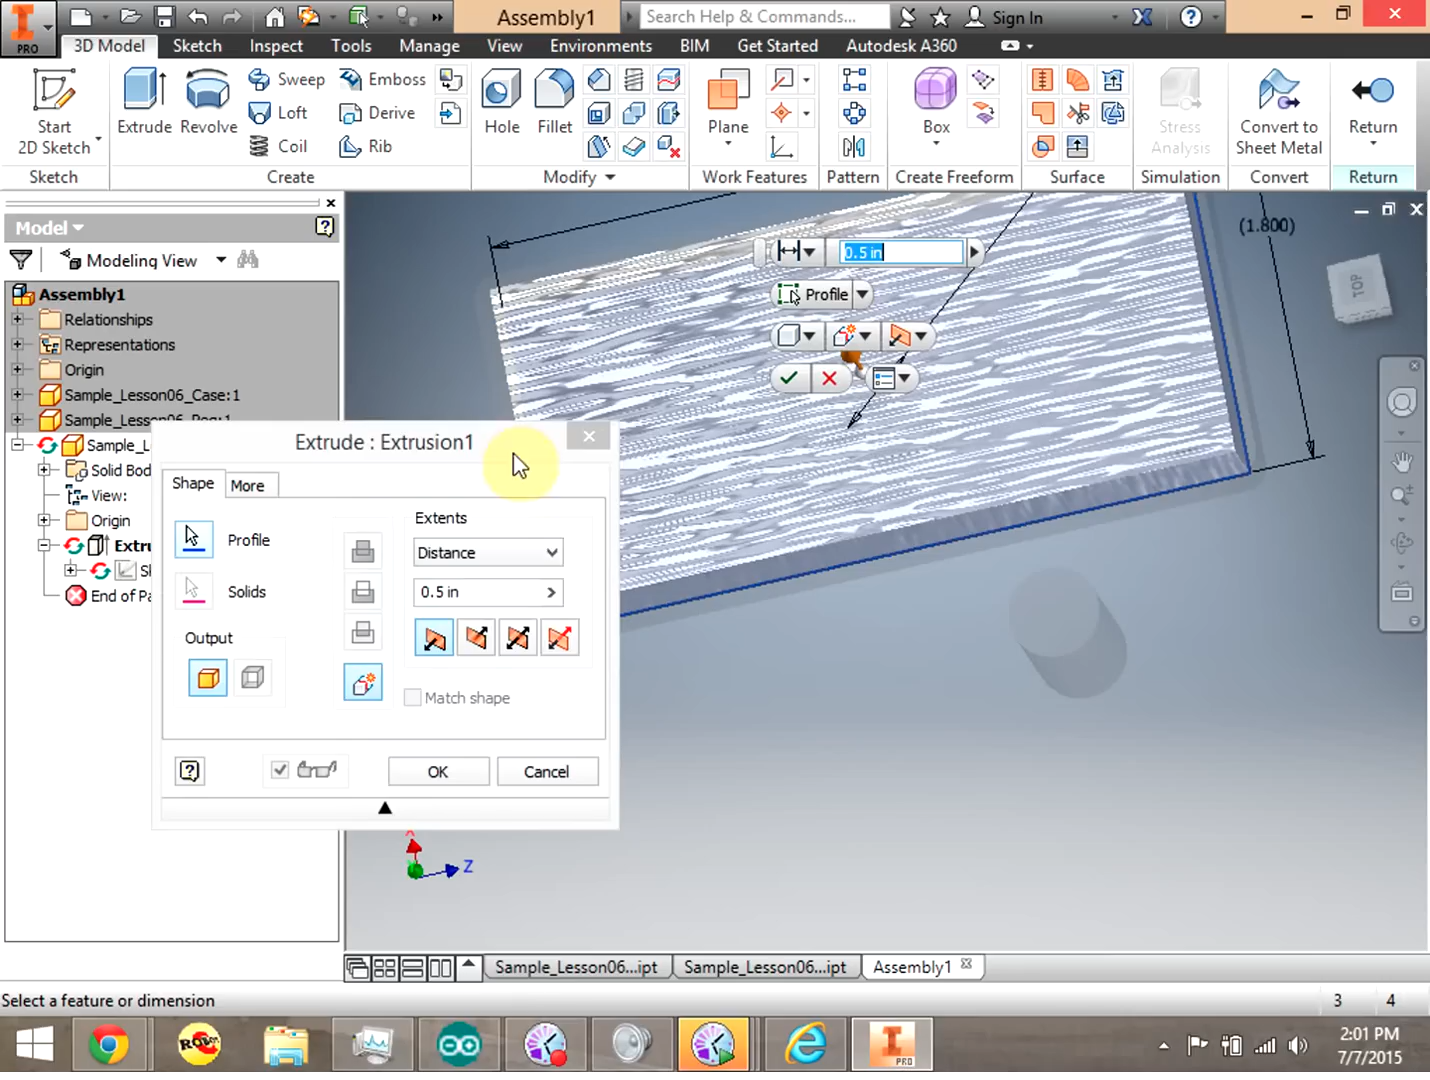 PRO
Assembly1
Search Help & Commands...
Sign In
3D Model
Sketch
Inspect
Tools
Manage
View
Environments
BIM
Get Started
Autodesk A360
Start
2D Sketch
Extrude
Revolve
Sweep
Loft
Coil
Emboss
Derive
Rib
Hole
Fillet
Plane
Box
Stress
Analysis
Convert to
Sheet Metal
Return
Sketch
Create
Modify
Work Features
Pattern
Create Freeform
Surface
Simulation
Convert
Return
Model
Modeling View
Assembly1
Relationships
Representations
Origin
Sample_Lesson06_Case:1
Sample_L
Solid Bod
View:
Origin
Extru
End of Pa
(1.800)
TOP
0.5 in
Profile
Extrude : Extrusion1
Shape
More
Profile
Solids
Output
Extents
Distance
0.5 in
Match shape
OK
Cancel
X
Z
Sample_Lesson06...ipt
Sample_Lesson06...ipt
Assembly1
Select a feature or dimension
3
4
PRO
2:01 PM
7/7/2015